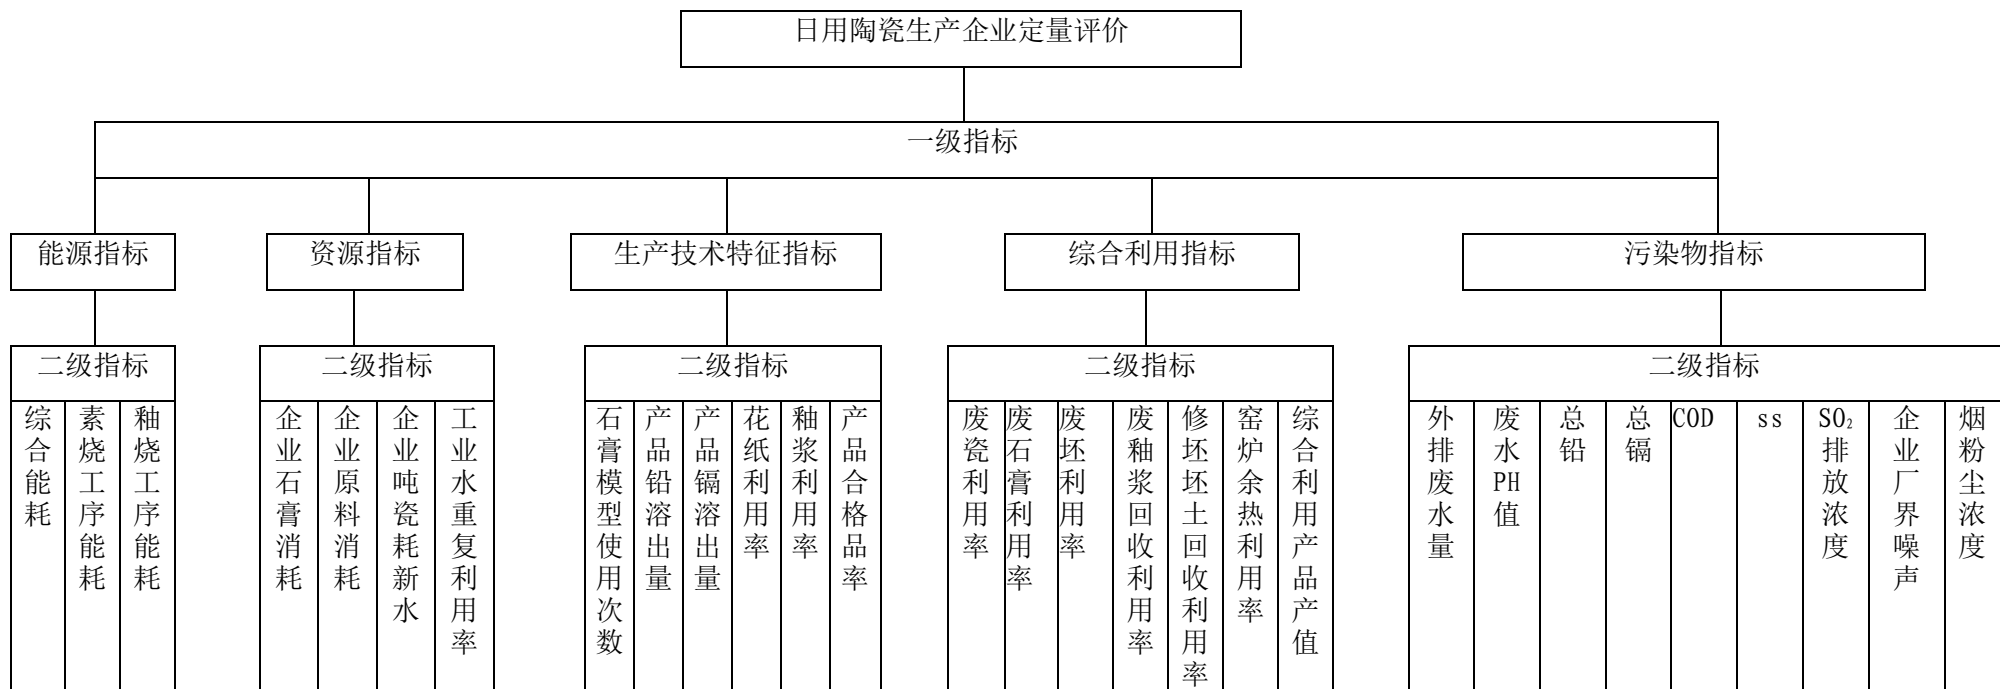 日用陶瓷生产企业定量评价
一级指标
能源指标
资源指标
生产技术特征指标
综合利用指标
污染物指标
二级指标
二级指标
二级指标
二级指标
二级指标
综合能耗
素烧工序能耗
釉烧工序能耗
企业石膏消耗
企业原料消耗
企业吨瓷耗新水
工业水重复利用率
石膏模型使用次数
产品铅溶出量
产品镉溶出量
花纸利用率
釉浆利用率
产品合格品率
废瓷利用率
废石膏利用率
废坯利用率
废釉浆回收利用率
修坯坯土回收利用率
窑炉余热利用率
综合利用产品产值
外排废水量
废水PH值
总铅
总镉
COD
ss
SO₂排放浓度
企业厂界噪声
烟粉尘浓度